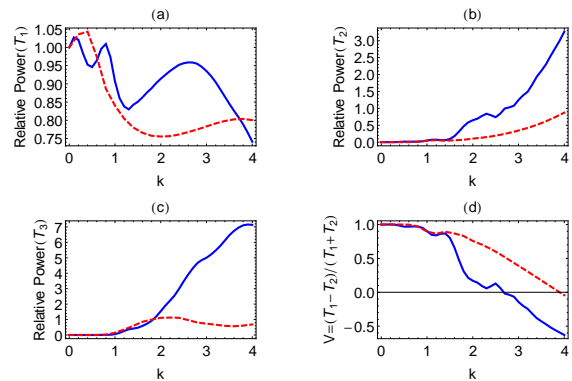 (a)
Relative Power(T1)
1.05
1.00
0.95
0.90
0.85
0.80
0.75
0 1 2 3 4
k
(b)
Relative Power(T2)
3.0
2.5
2.0
1.5
1.0
0.5
0.0
0 1 2 3 4
k
(c)
Relative Power(T3)
7
6
5
4
3
2
1
0
0 1 2 3 4
k
(d)
V=(T1−T2)/(T1+T2)
1.0
0.5
0.0
−0.5
0 1 2 3 4
k